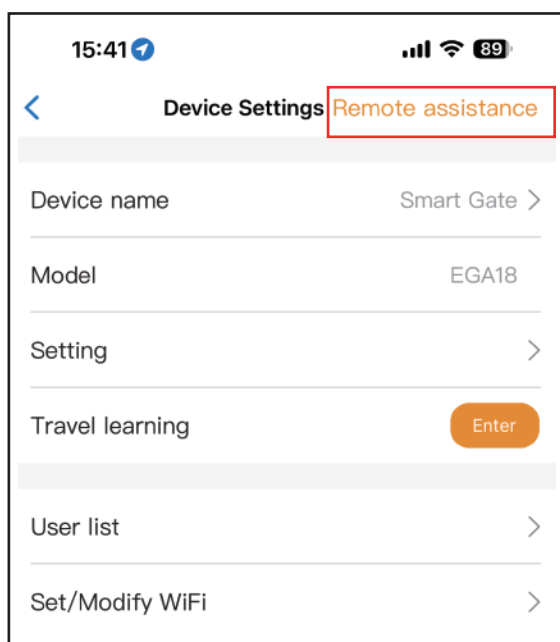 15:41 89
Device Settings Remote assistance
Device name Smart Gate
Model EGA18
Setting
Travel learning Enter
User list
Set/Modify WiFi